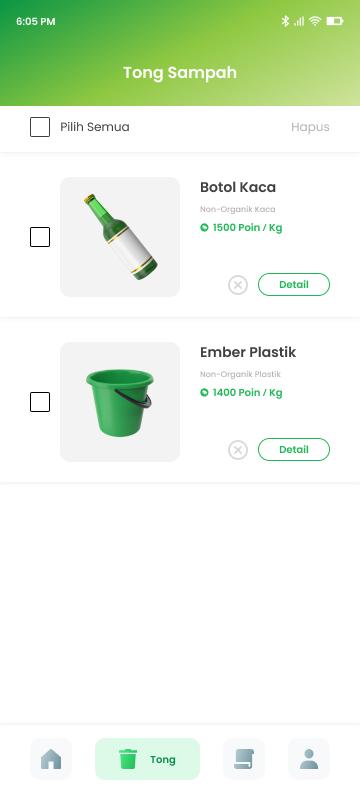 6:05 PM
Tong Sampah
Pilih Semua
Hapus
Botol Kaca
Non-Organik Kaca
1500 Poin / Kg
Detail
Ember Plastik
Non-Organik Plastik
1400 Poin / Kg
Detail
Tong